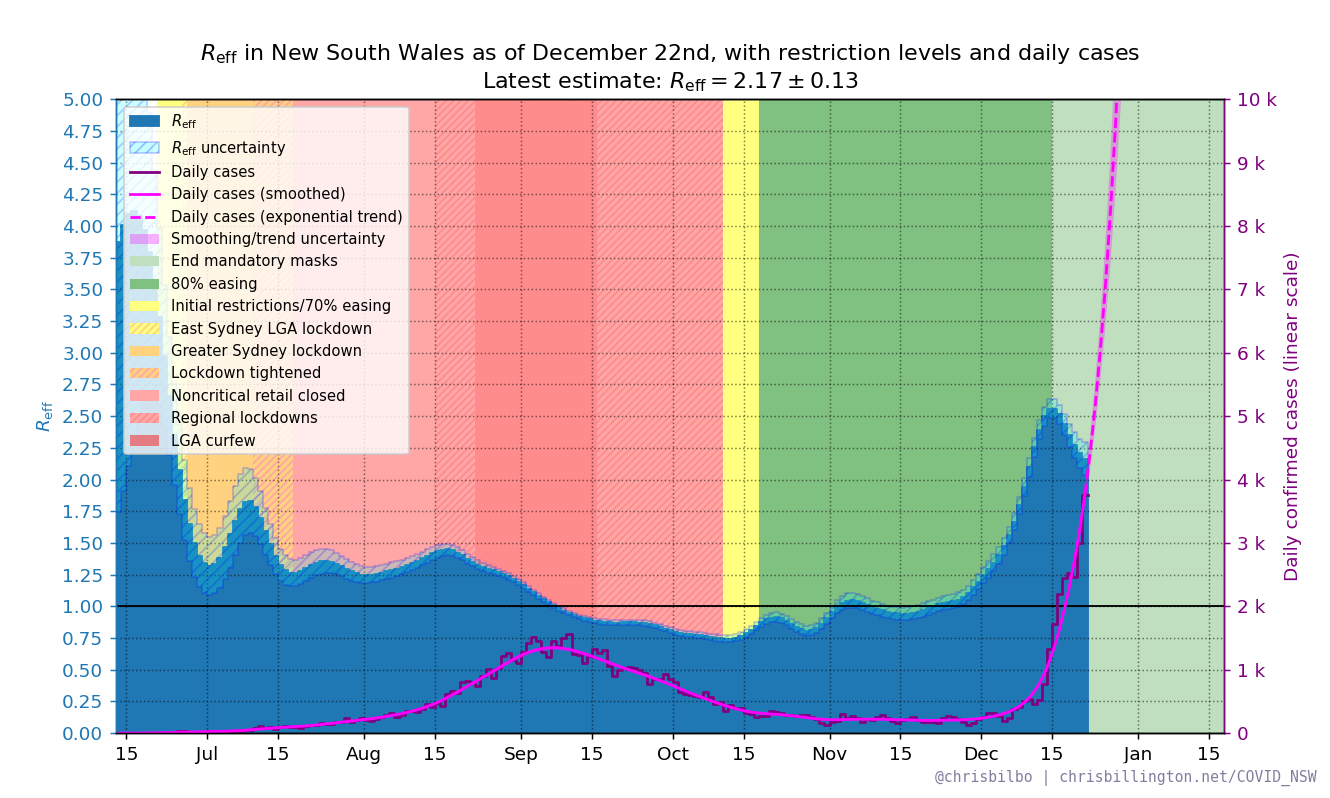 Reff in New South Wales as of December 22nd, with restriction levels and daily cases
Latest estimate: Reff = 2.17 ± 0.13
5.00
4.75
4.50
4.25
4.00
3.75
3.50
3.25
3.00
2.75
2.50
2.25
2.00
1.75
1.50
1.25
1.00
0.75
0.50
0.25
0.00
Reff
Reff
Reff uncertainty
Daily cases
Daily cases (smoothed)
Daily cases (exponential trend)
Smoothing/trend uncertainty
End mandatory masks
80% easing
Initial restrictions/70% easing
East Sydney LGA lockdown
Greater Sydney lockdown
Lockdown tightened
Noncritical retail closed
Regional lockdowns
LGA curfew
10 k
9 k
8 k
7 k
6 k
5 k
4 k
3 k
2 k
1 k
0
Daily confirmed cases (linear scale)
15 Jul 15 Aug 15 Sep 15 Oct 15 Nov 15 Dec 15 Jan 15
@chrisbilbo | chrisbillington.net/COVID_NSW